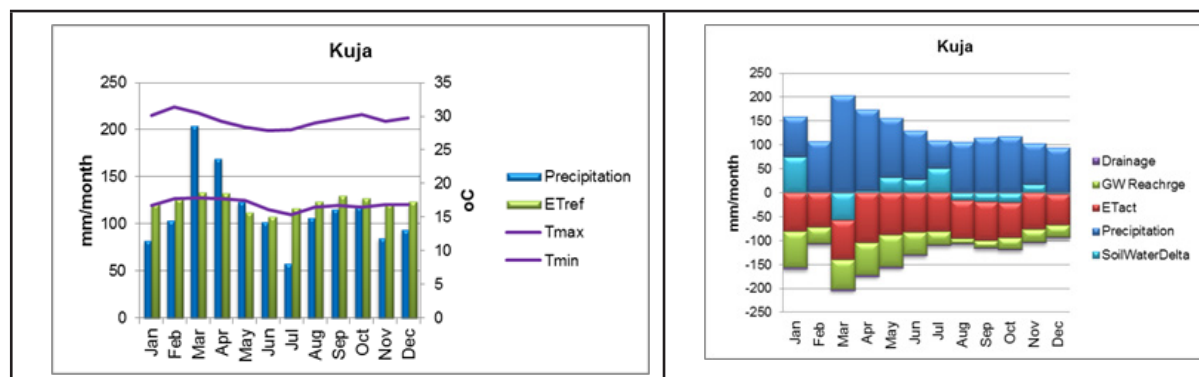 Kuja
250
200
150
100
50
0
mm/month
35
30
25
20
15
10
5
0
oC
Jan
Feb
Mar
Apr
May
Jun
Jul
Aug
Sep
Oct
Nov
Dec
Precipitation
ETref
Tmax
Tmin
Kuja
250
200
150
100
50
0
-50
-100
-150
-200
-250
mm/month
Jan
Feb
Mar
Apr
May
Jun
Jul
Aug
Sep
Oct
Nov
Dec
Drainage
GW Reachrge
ETact
Precipitation
SoilWaterDelta